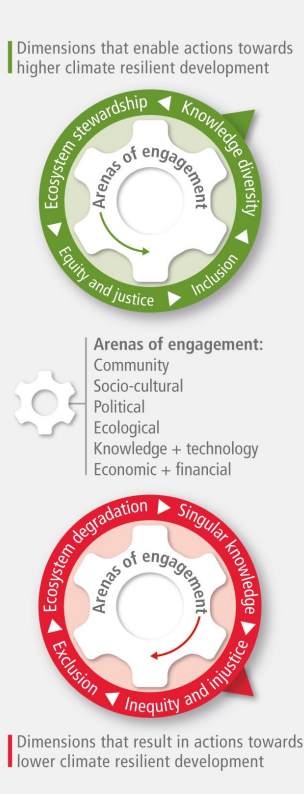 Dimensions that enable actions towards
higher climate resilient development
Ecosystem stewardship
Knowledge diversity
Inclusion
Equity and justice
Arenas of engagement
Arenas of engagement:
Community
Socio-cultural
Political
Ecological
Knowledge + technology
Economic + financial
Ecosystem degradation
Singular knowledge
Inequity and injustice
Exclusion
Arenas of engagement
Dimensions that result in actions towards
lower climate resilient development